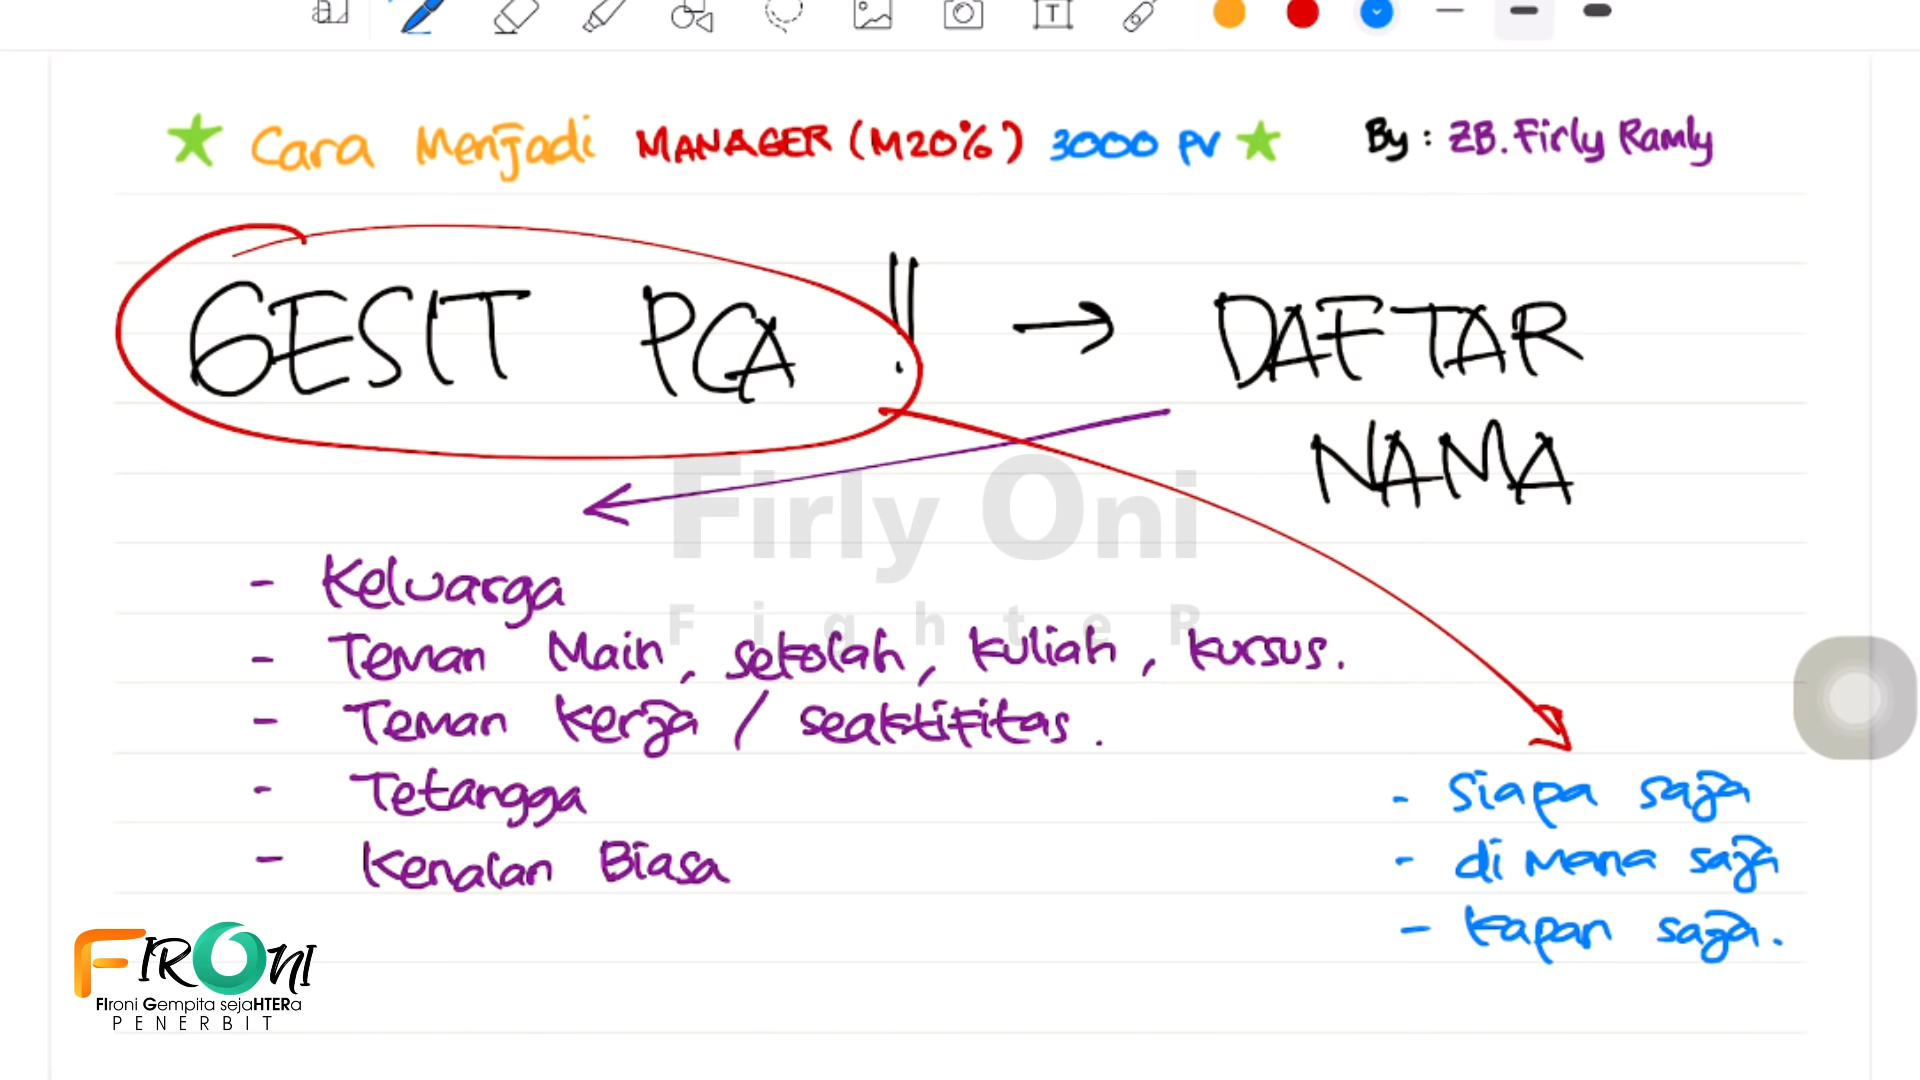 Cara Menjadi MANAGER (M20%) 3000 PV By : ZB. Firly Ramly
GESIT PCA !! → DAFTAR
NAMA
Firly Oni
FighteR
- Keluarga
- Teman Main, sekolah, kuliah, kursus.
- Teman Kerja / seaktifitas.
- Tetangga
- Kenalan Biasa
- Siapa saja
- di mana saja
- kapan saja.
FIRONI
FIroni Gempita sejaHTERa
PENERBIT